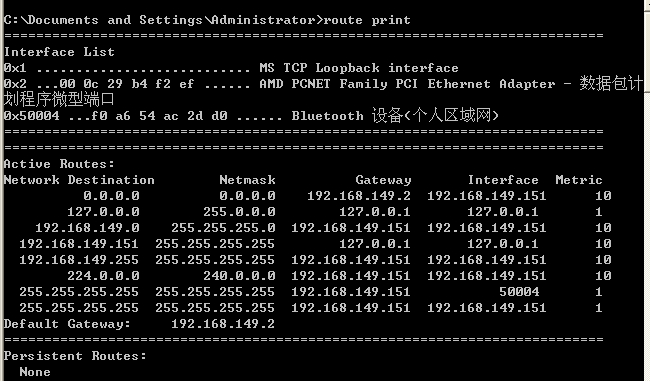 C:\Documents and Settings\Administrator>route print
===========================================================================
Interface List
0x1 ........................... MS TCP Loopback interface
0x2 ...00 0c 29 b4 f2 ef ...... AMD PCNET Family PCI Ethernet Adapter - 数据包计
划程序微型端口
0x50004 ...f0 a6 54 ac 2d d0 ...... Bluetooth 设备(个人区域网)
===========================================================================
===========================================================================
Active Routes:
Network Destination        Netmask          Gateway       Interface  Metric
          0.0.0.0          0.0.0.0    192.168.149.2  192.168.149.151      10
        127.0.0.0        255.0.0.0        127.0.0.1       127.0.0.1       1
    192.168.149.0    255.255.255.0  192.168.149.151  192.168.149.151      10
  192.168.149.151  255.255.255.255        127.0.0.1       127.0.0.1       10
  192.168.149.255  255.255.255.255  192.168.149.151  192.168.149.151      10
        224.0.0.0        240.0.0.0  192.168.149.151  192.168.149.151      10
  255.255.255.255  255.255.255.255  192.168.149.151           50004       1
  255.255.255.255  255.255.255.255  192.168.149.151  192.168.149.151       1
Default Gateway:     192.168.149.2
===========================================================================
Persistent Routes:
  None